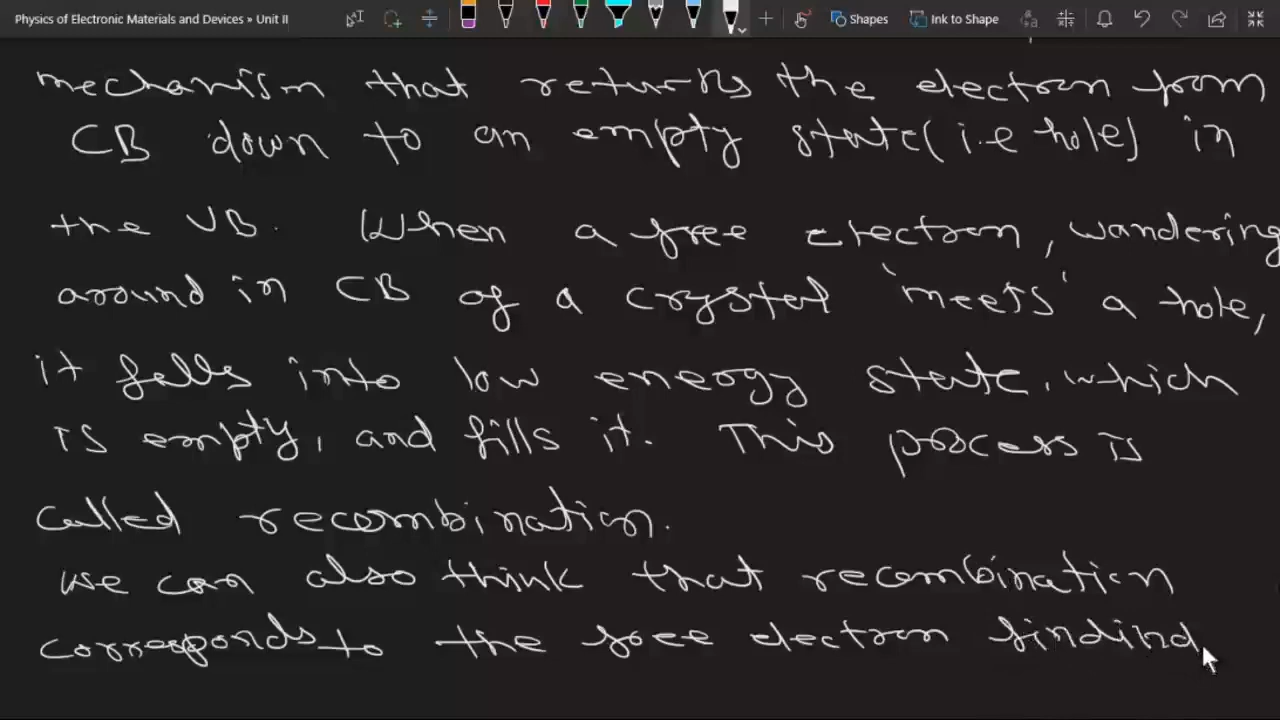 Physics of Electronic Materials and Devices » Unit II
Shapes
Ink to Shape
mechanism that returns the electron from
CB down to an empty state (i.e hole) in
the VB. When a free electron, wandering
around in CB of a crystal 'meets' a hole,
it falls into low energy state, which
is empty, and fills it. This process is
called recombination.
We can also think that recombination
corresponds to the free electron findind